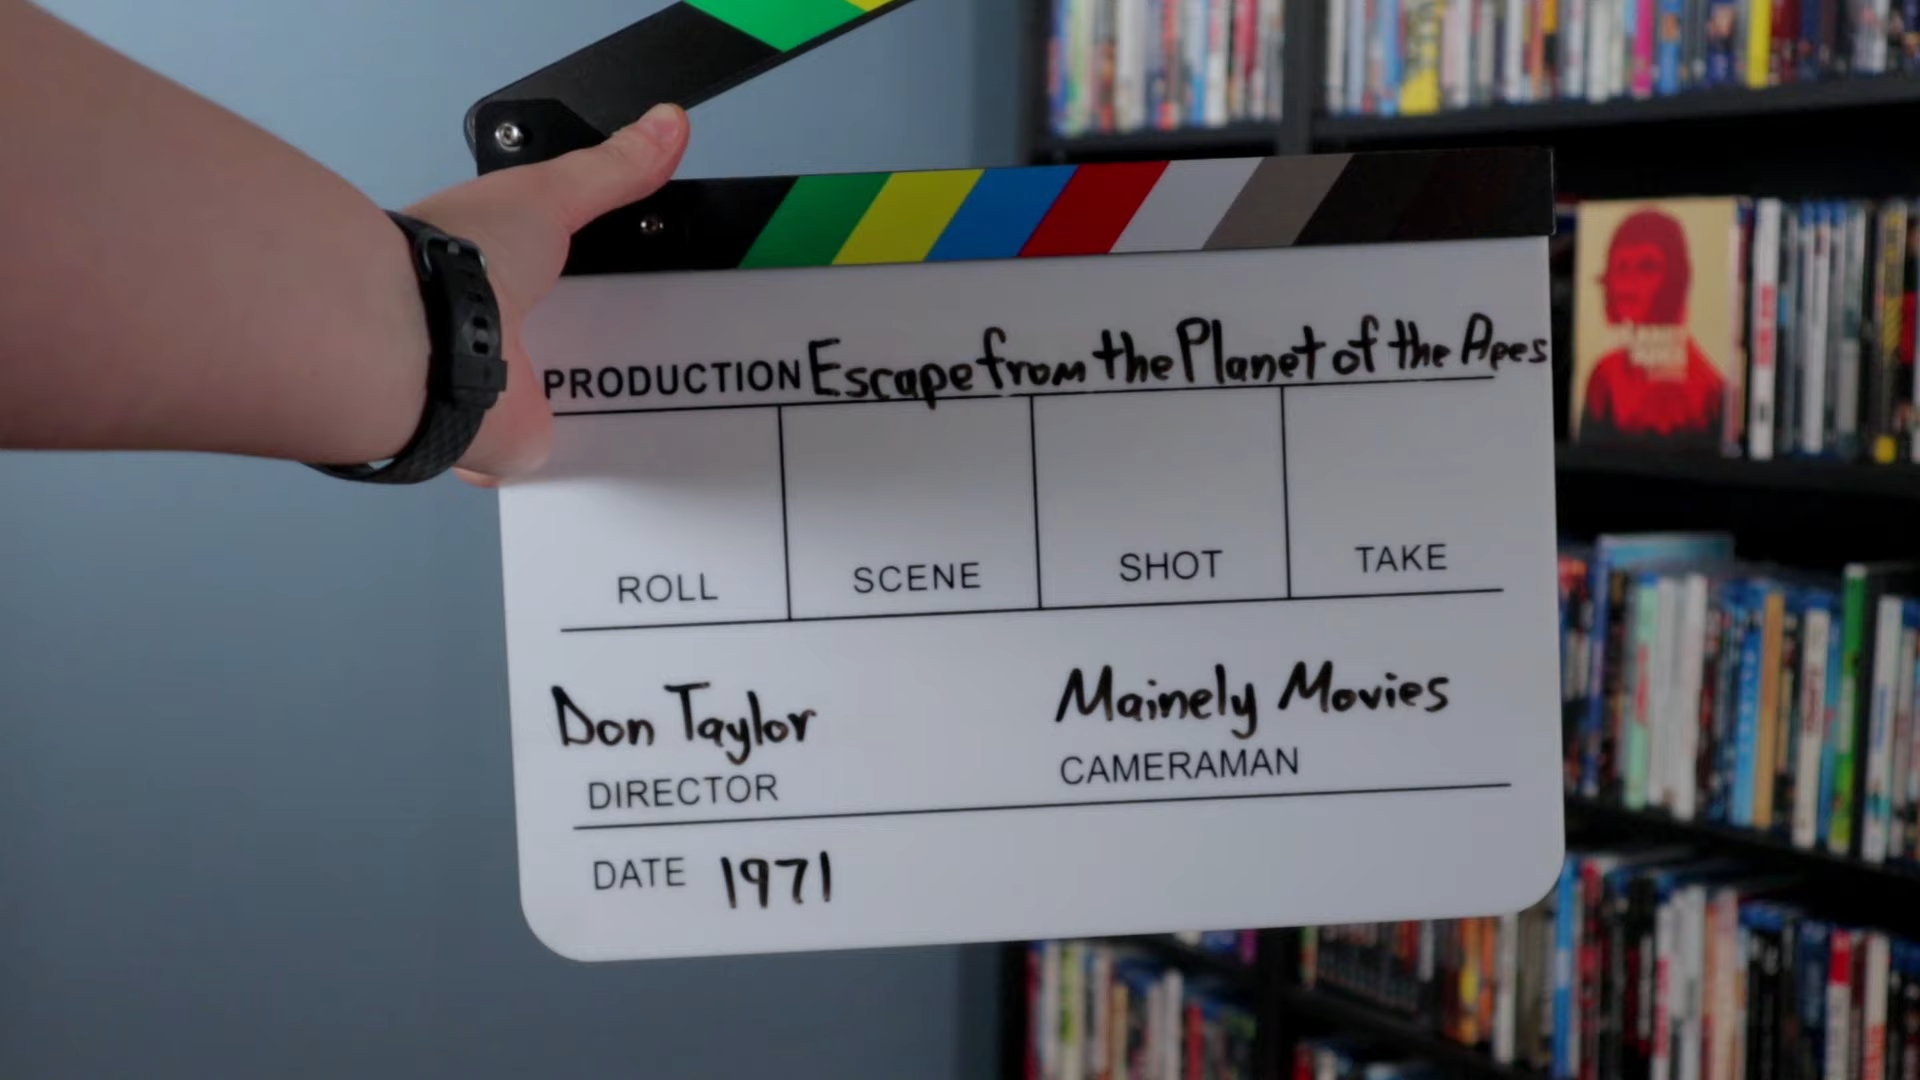 PRODUCTION Escape from the Planet of the Apes
ROLL SCENE SHOT TAKE
Don Taylor Mainely Movies
DIRECTOR CAMERAMAN
DATE 1971